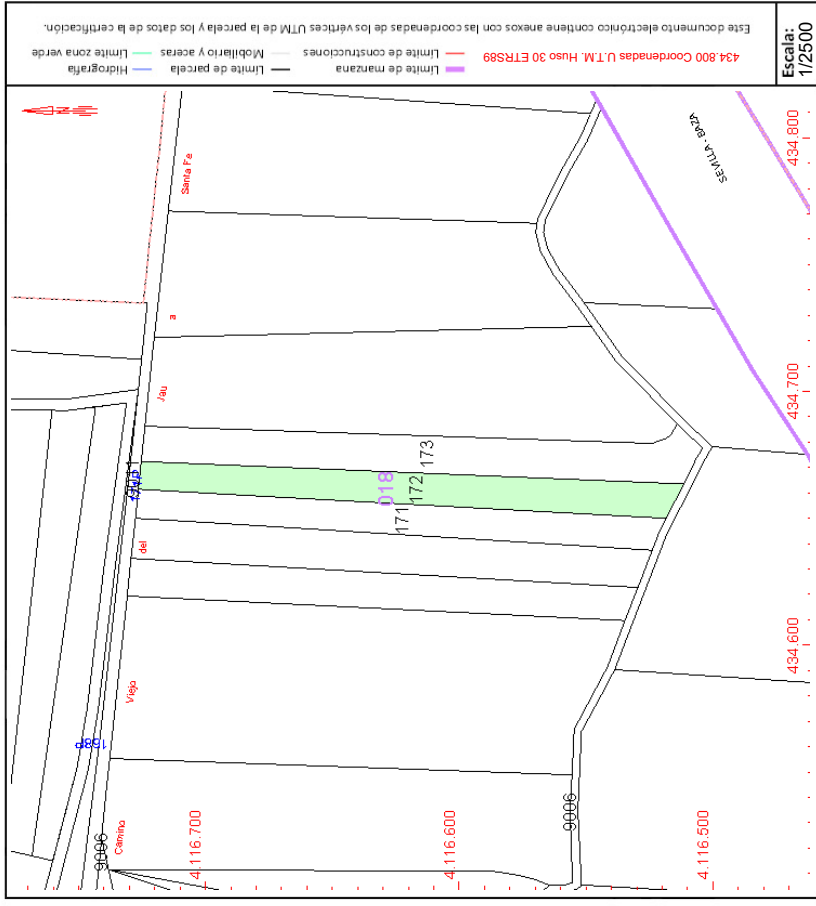 Este documento electrónico contiene anexos con las coordenadas de los vértices UTM de la parcela y los datos de la certificación.
434.800 Coordenadas U.T.M. Huso 30 ETRS89
Límite de manzana
Límite de construcciones
Límite de parcela
Mobiliario y aceras
Hidrografía
Límite zona verde
Escala:
1/2500
Santa Fe
a
Jau
del
Viejo
Camino
SEVILLA - BAZA
434.800
434.700
434.600
4.116.700
4.116.600
4.116.500
018
171
172
173
9006
9006